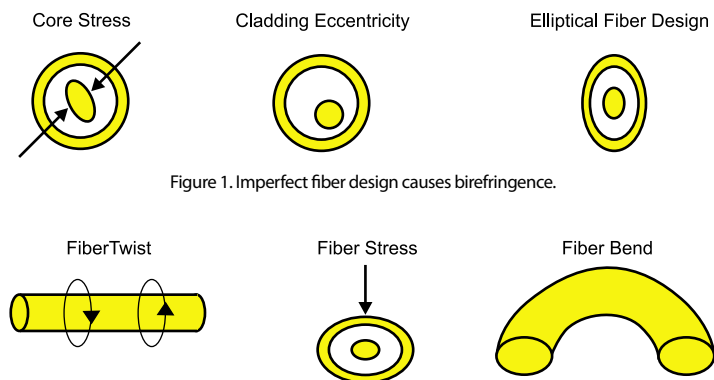 Core Stress
Cladding Eccentricity
Elliptical Fiber Design
Figure 1. Imperfect fiber design causes birefringence.
FiberTwist
Fiber Stress
Fiber Bend